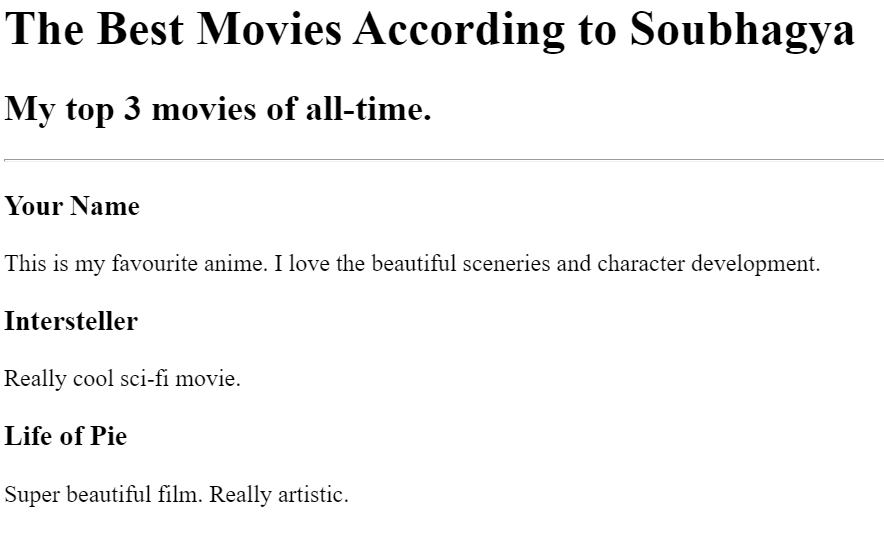 The Best Movies According to Soubhagya
My top 3 movies of all-time.
Your Name
This is my favourite anime. I love the beautiful sceneries and character development.
Intersteller
Really cool sci-fi movie.
Life of Pie
Super beautiful film. Really artistic.